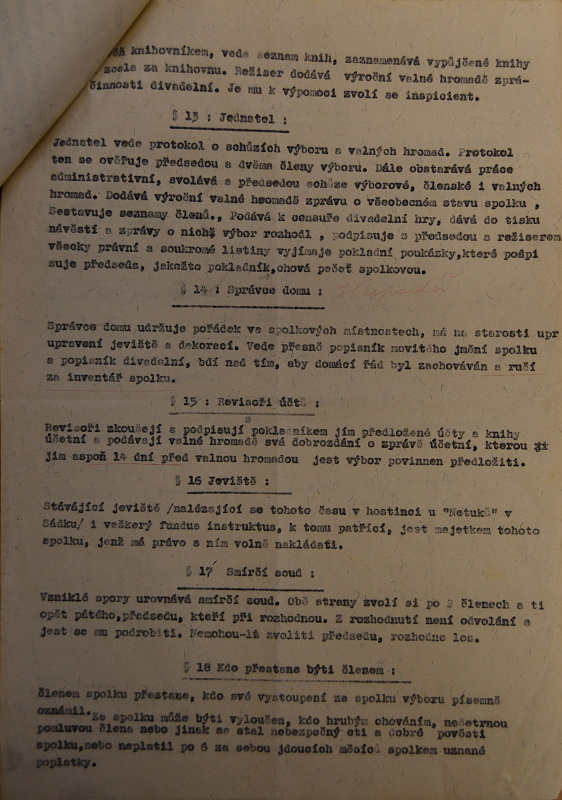 knihovníkem, vede seznam knih, zaznamenává vypůjčené knihy
zcela za knihovnu. Režiser dodává výroční valné hromadě zprá-
činnosti divadelní. Je mu k výpomoci zvolí se inspicient.
§ 13 : Jednatel :
Jednatel vede protokol o schůzích výboru a valných hromad. Protokol
ten se ověřuje předsedou a dvěma členy výboru. Dále obstarává práce
administrativní, svolává s předsedou schůze výborové, členské i valných
hromad. Dodává výroční valné hromadě zprávu o všeobecném stavu spolku ,
Sestavuje seznamy členů., Podává k censuře divadelní hry, dává do tisku
návěstí a zprávy o nichž výbor rozhodl , podpisuje s předsedou a režiserem
všecky právní a soukromé listiny vyjímaje pokladní poukázky,které podpi
suje předseda, jakožto pokladník,chová pečeť spolkovou.
§ 14 : Správce domu :
Správce domu udržuje pořádek ve spolkových místnostech, má na starosti upr
upravení jeviště a dekorací. Vede přesně popisník movitého jmění spolku
a popisník divadelní, bdí nad tím, aby domácí řád byl zachováván a ručí
za inventář spolku.
§ 15 : Revisoři účtů :
Revisoři zkoušejí a podpisují pokladníkem jim předložené účty a knihy
účetní a podávají valné hromadě svá dobrozdání o zprávě účetní, kterou
jim aspoň 14 dní před valnou hromadou jest výbor povinnen předložiti.
§ 16 Jeviště :
Stávájící jeviště /nalézající se tohoto času v hostinci u "Netuků" v
Sádku/ i veškerý fundus instruktus, k tomu patřící, jest majetkem tohoto
spolku, jenž má právo s ním volně nakládati.
§ 17 Smírčí soud :
Vzniklé spory urovnává smírčí soud. Obě strany zvolí si po 2 členech a ti
opět pátého,předsedu, kteří při rozhodnou. Z rozhodnutí není odvolání a
jest se mu podrobiti. Nemohou-lá zvoliti předsedu, rozhodne los.
§ 18 Kdo přestane býti členem :
členem spolku přestane, kdo své vystoupení ze spolku výboru písemně
oznámil. Ze spolku může býti vyloučen, kdo hrubým chováním, nešetrnou
pomluvou člena nebo jinak se stal nebezpečný cti a dobré pověsti
spolku,nebo neplatil po 6 za sebou jdoucích měsíců spolkem uznané
poplatky.